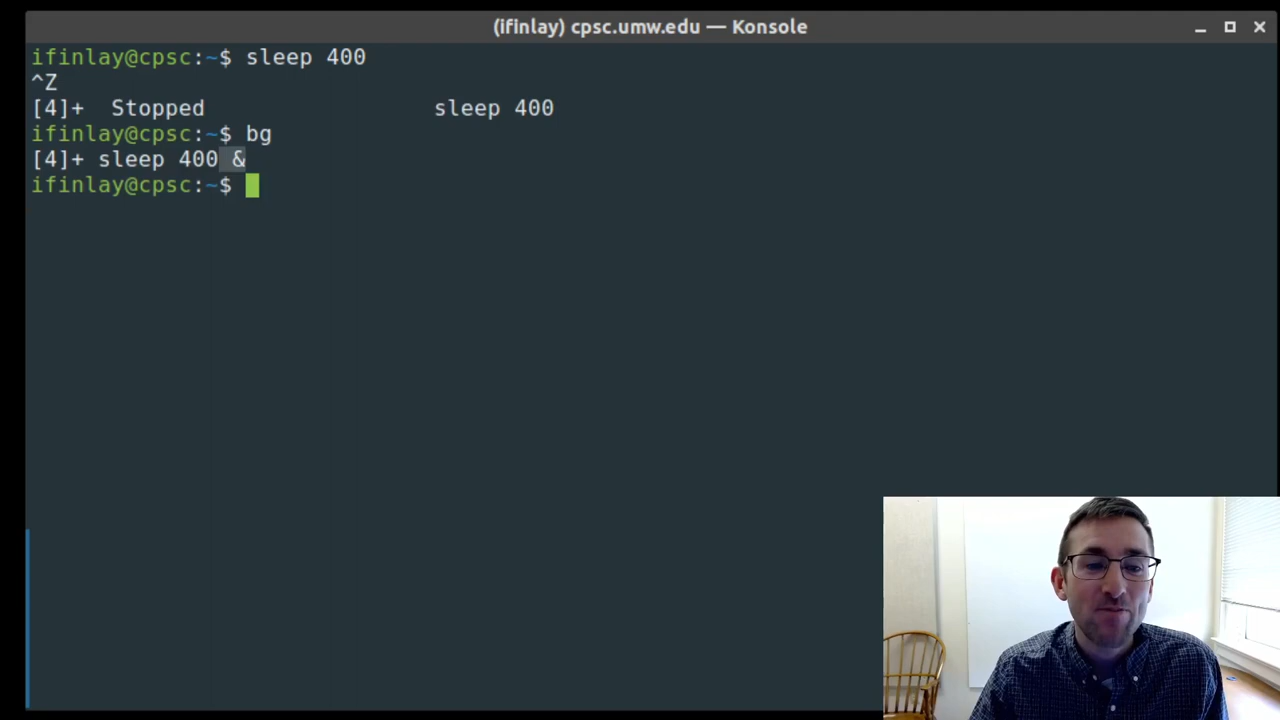 (ifinlay) cpsc.umw.edu — Konsole
ifinlay@cpsc:~$ sleep 400
^Z
[4]+  Stopped                 sleep 400
ifinlay@cpsc:~$ bg
[4]+ sleep 400 &
ifinlay@cpsc:~$